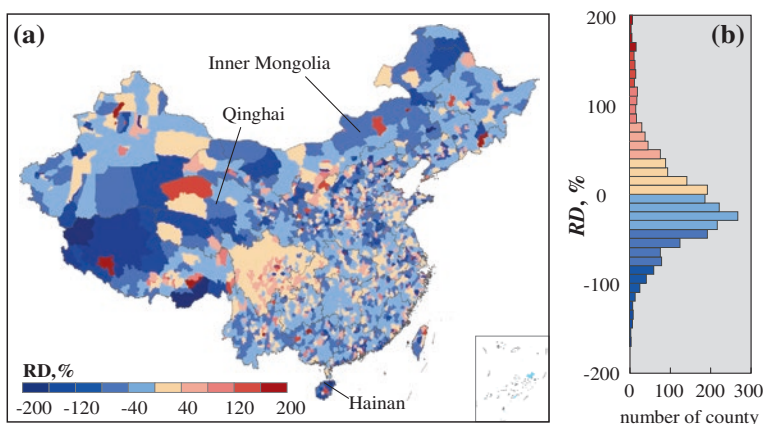 (a)
Inner Mongolia
Qinghai
Hainan
RD,%
-200 -120 -40 40 120 200
(b)
RD, %
200
100
0
-100
-200
0 100 200 300
number of county